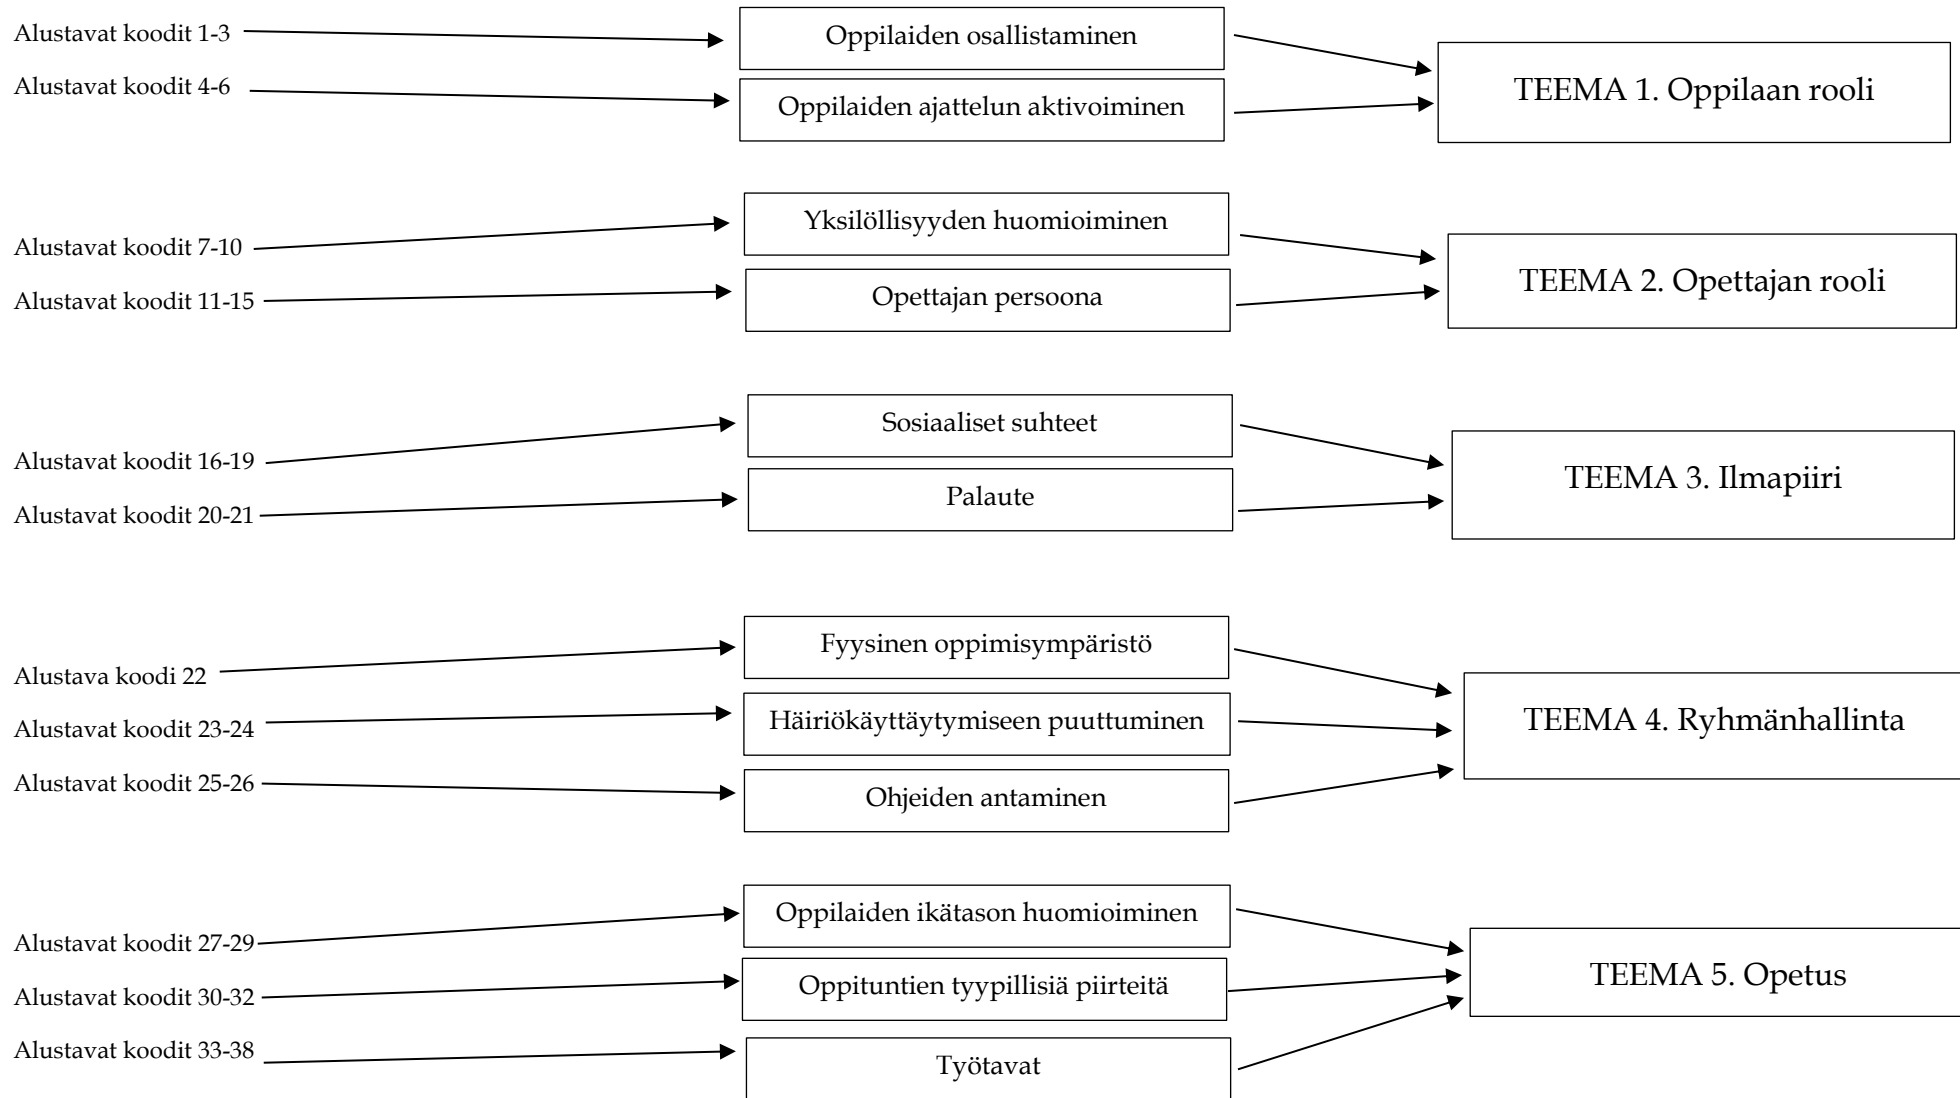 Alustavat koodit 1-3
Oppilaiden osallistaminen
Alustavat koodit 4-6
Oppilaiden ajattelun aktivoiminen
TEEMA 1. Oppilaan rooli
Alustavat koodit 7-10
Yksilöllisyyden huomioiminen
Alustavat koodit 11-15
Opettajan persoona
TEEMA 2. Opettajan rooli
Alustavat koodit 16-19
Sosiaaliset suhteet
Alustavat koodit 20-21
Palaute
TEEMA 3. Ilmapiiri
Alustava koodi 22
Fyysinen oppimisympäristö
Alustavat koodit 23-24
Häiriökäyttäytymiseen puuttuminen
Alustavat koodit 25-26
Ohjeiden antaminen
TEEMA 4. Ryhmänhallinta
Alustavat koodit 27-29
Oppilaiden ikätason huomioiminen
Alustavat koodit 30-32
Oppituntien tyypillisiä piirteitä
Alustavat koodit 33-38
Työtavat
TEEMA 5. Opetus